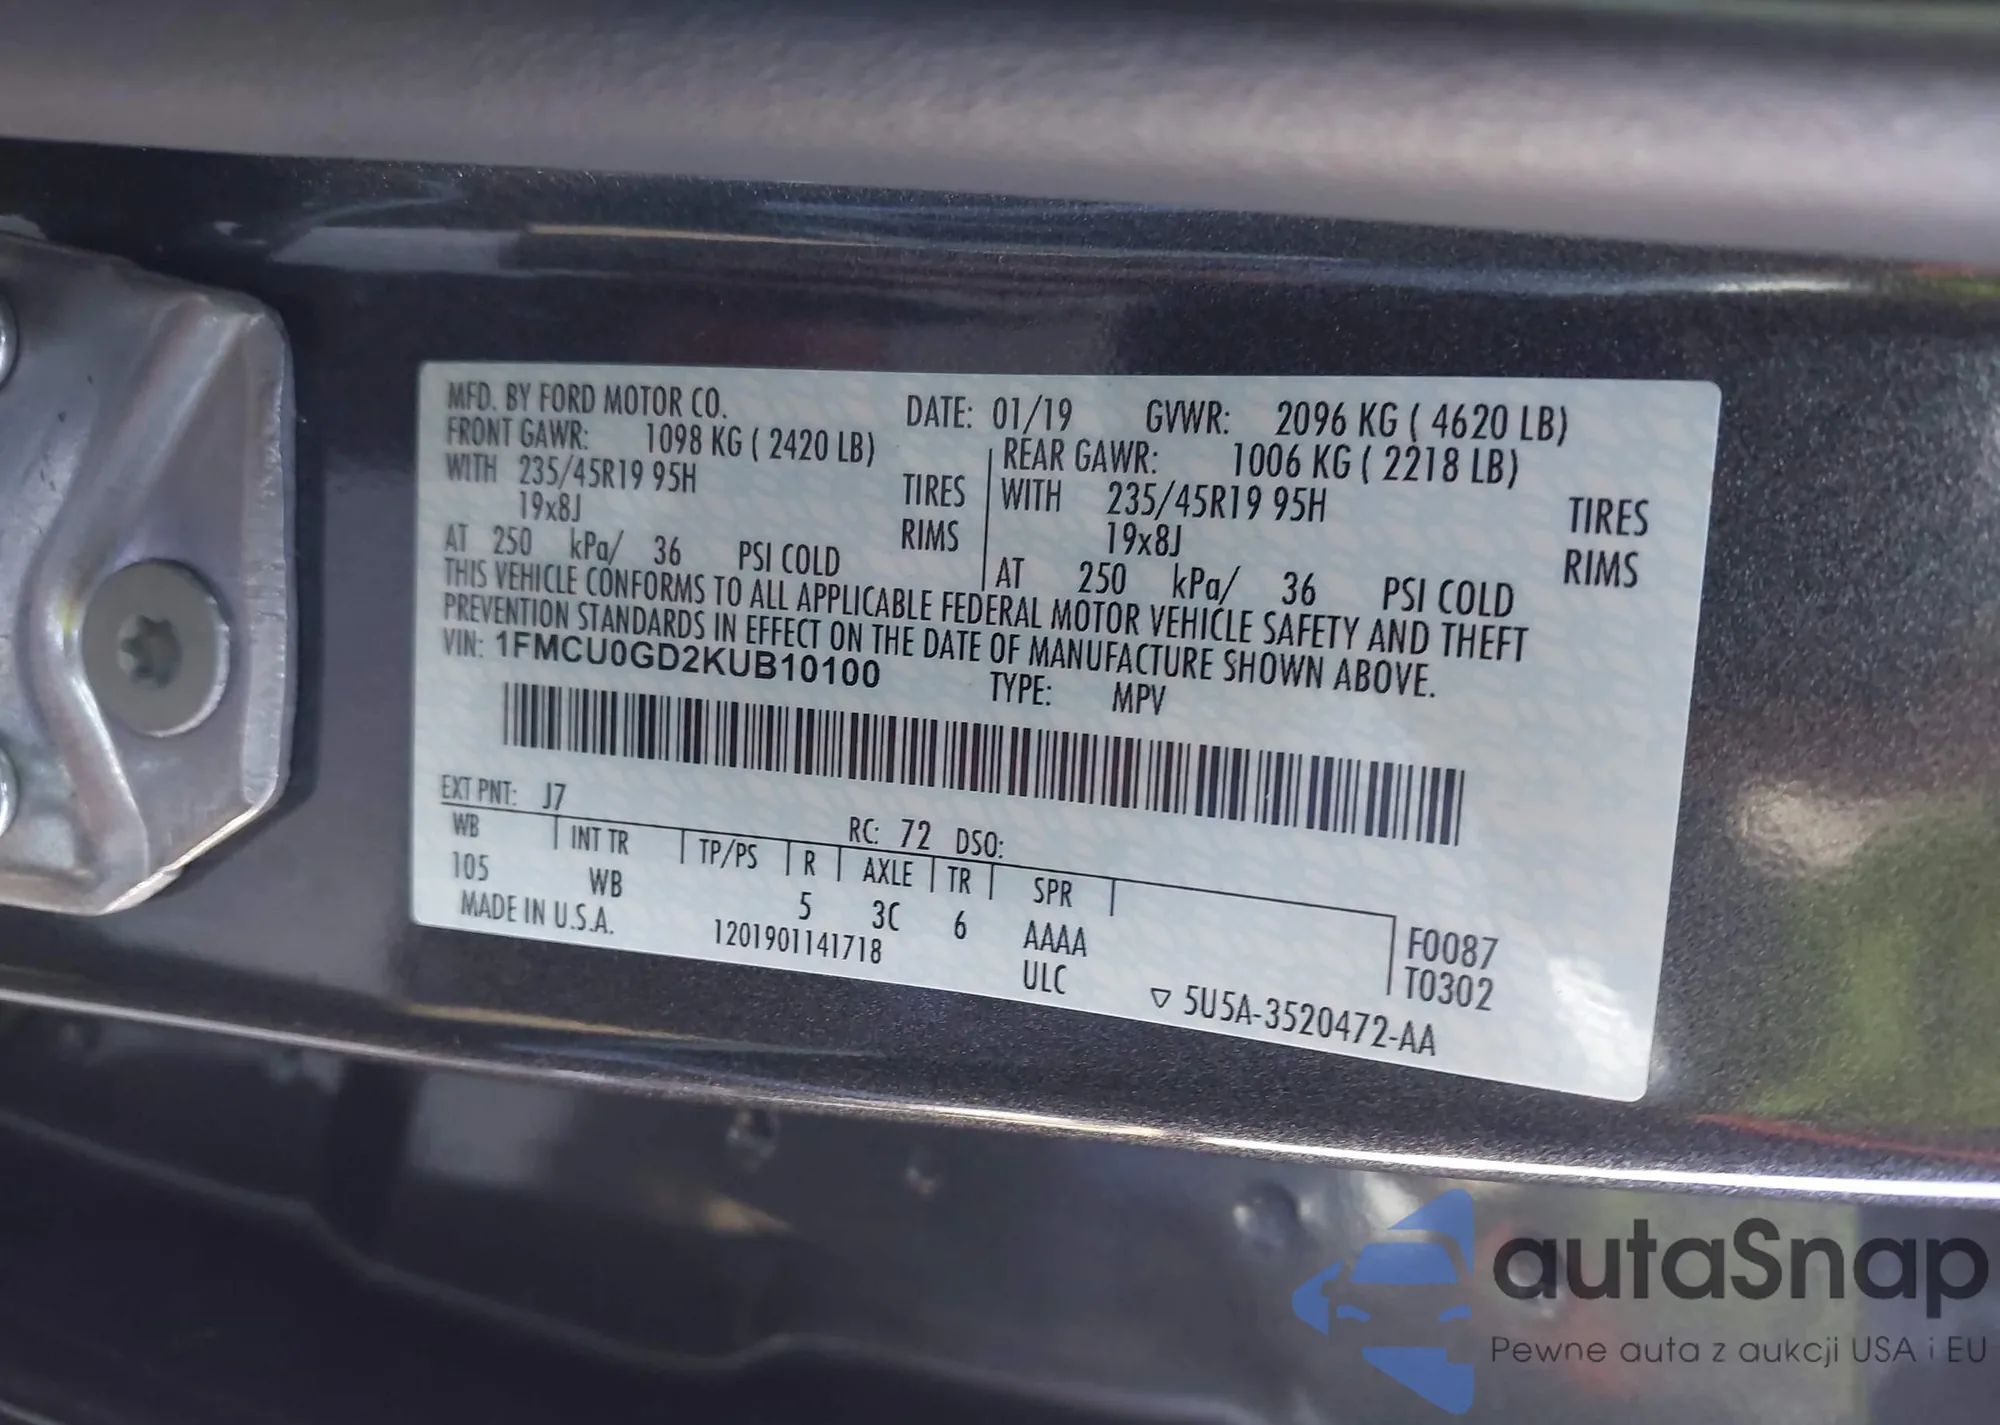 MFD. BY FORD MOTOR CO. DATE: 01/19 GVWR: 2096 KG ( 4620 LB)
FRONT GAWR: 1098 KG ( 2420 LB) REAR GAWR: 1006 KG ( 2218 LB)
WITH 235/45R19 95H TIRES WITH 235/45R19 95H TIRES
19x8J RIMS 19x8J RIMS
AT 250 kPa/ 36 PSI COLD AT 250 kPa/ 36 PSI COLD
THIS VEHICLE CONFORMS TO ALL APPLICABLE FEDERAL MOTOR VEHICLE SAFETY AND THEFT
PREVENTION STANDARDS IN EFFECT ON THE DATE OF MANUFACTURE SHOWN ABOVE.
VIN: 1FMCU0GD2KUB10100 TYPE: MPV
EXT PNT: J7 RC: 72 DSO:
WB INT TR TP/PS R AXLE TR SPR
105 WB 5 3C 6 AAAA F0087
MADE IN U.S.A. 1201901141718 ULC T0302
▽ 5U5A-3520472-AA
autaSnap
Pewne auta z aukcji USA i EU